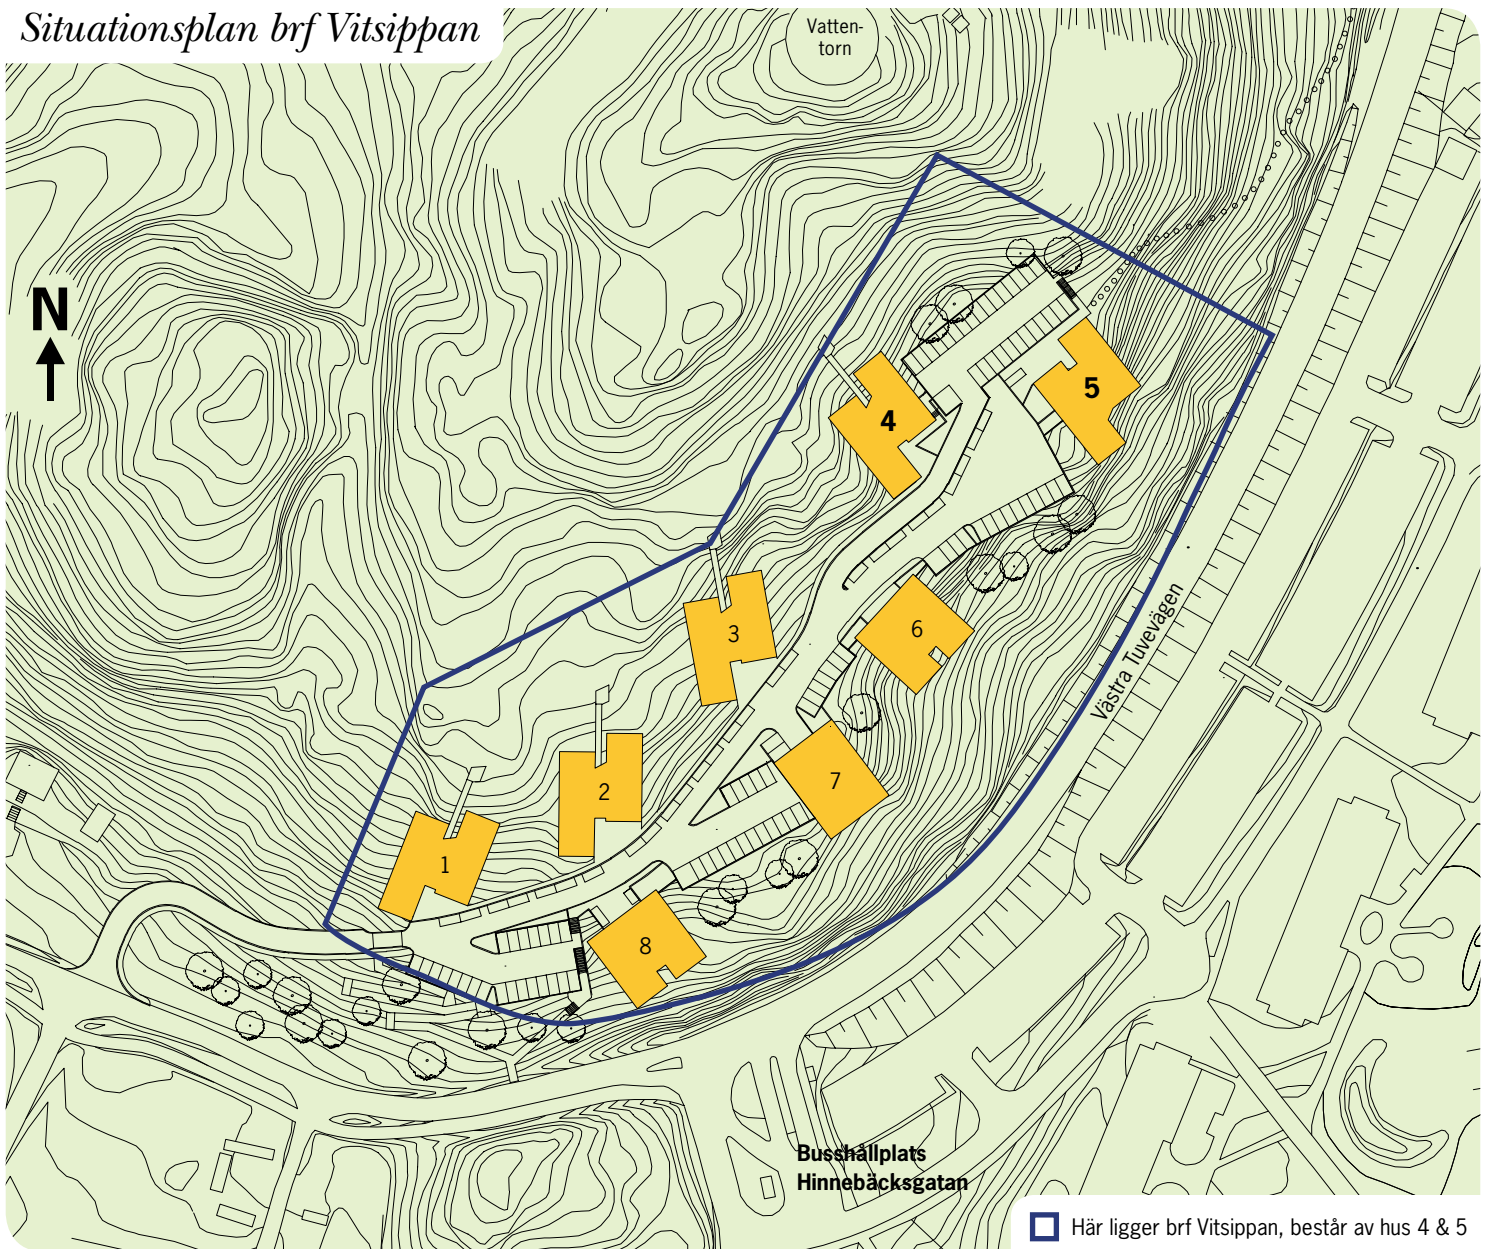 Situationsplan brf Vitsippan
Vatten-
torn
N
4
5
3
6
2
7
1
8
Västra Tuvevägen
Busshållplats
Hinnebäcksgatan
Här ligger brf Vitsippan, består av hus 4 & 5